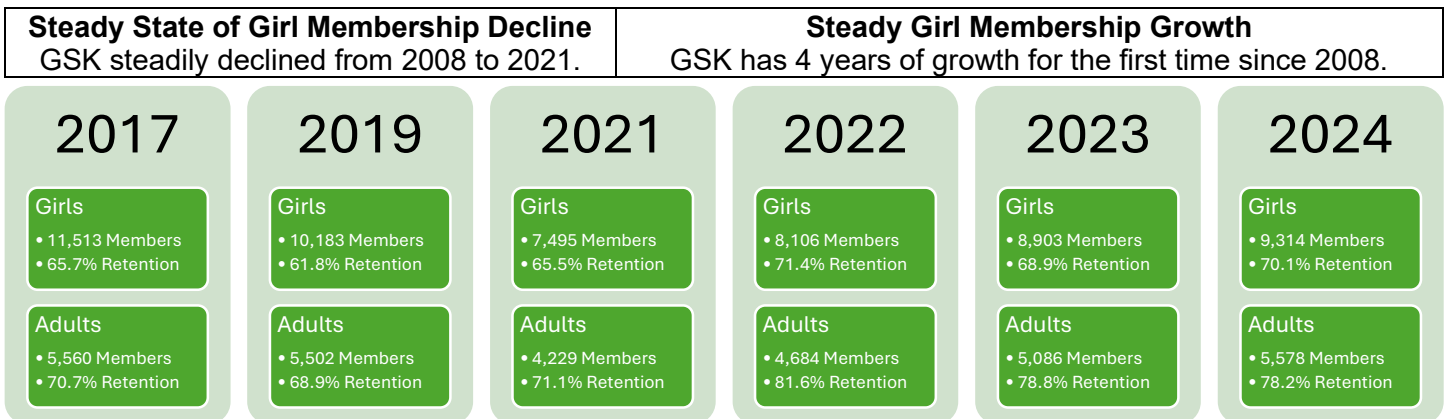 Steady State of Girl Membership Decline
GSK steadily declined from 2008 to 2021.
Steady Girl Membership Growth
GSK has 4 years of growth for the first time since 2008.
2017
Girls
• 11,513 Members
• 65.7% Retention
Adults
• 5,560 Members
• 70.7% Retention
2019
Girls
• 10,183 Members
• 61.8% Retention
Adults
• 5,502 Members
• 68.9% Retention
2021
Girls
• 7,495 Members
• 65.5% Retention
Adults
• 4,229 Members
• 71.1% Retention
2022
Girls
• 8,106 Members
• 71.4% Retention
Adults
• 4,684 Members
• 81.6% Retention
2023
Girls
• 8,903 Members
• 68.9% Retention
Adults
• 5,086 Members
• 78.8% Retention
2024
Girls
• 9,314 Members
• 70.1% Retention
Adults
• 5,578 Members
• 78.2% Retention